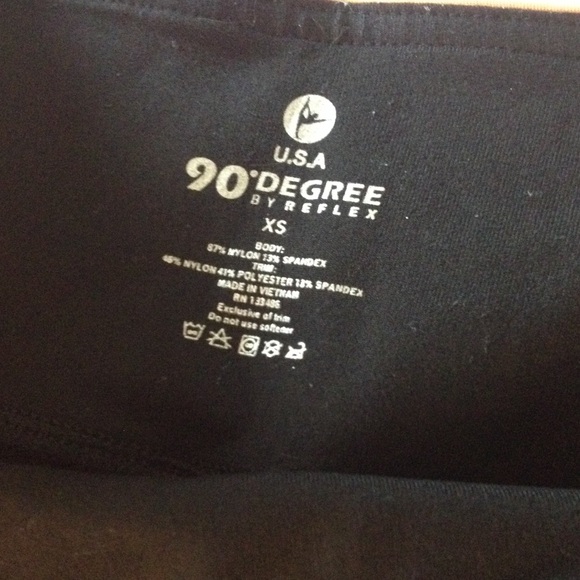 U.S.A
90° DEGREE
BY REFLEX
XS
BODY:
87% NYLON 13% SPANDEX
TRIM:
46% NYLON 41% POLYESTER 13% SPANDEX
MADE IN VIETNAM
RN 133486
Exclusive of trim
Do not use softener